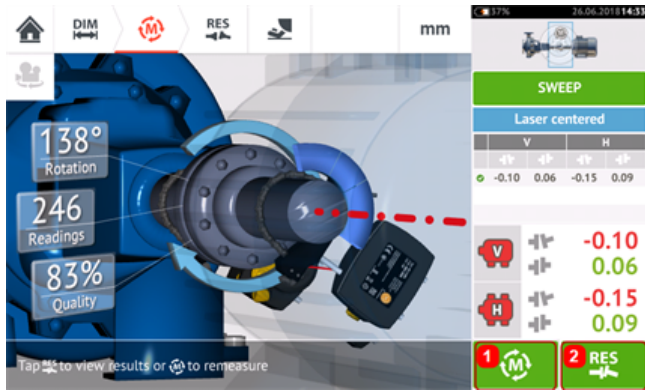 DIM
M
RES
mm
37%
26.06.2018 14:33
SWEEP
Laser centered
V H
-0.10 0.06 -0.15 0.09
138°
Rotation
246
Readings
83%
Quality
V -0.10
0.06
H -0.15
0.09
Tap RES to view results or M to remeasure
1 M
2 RES